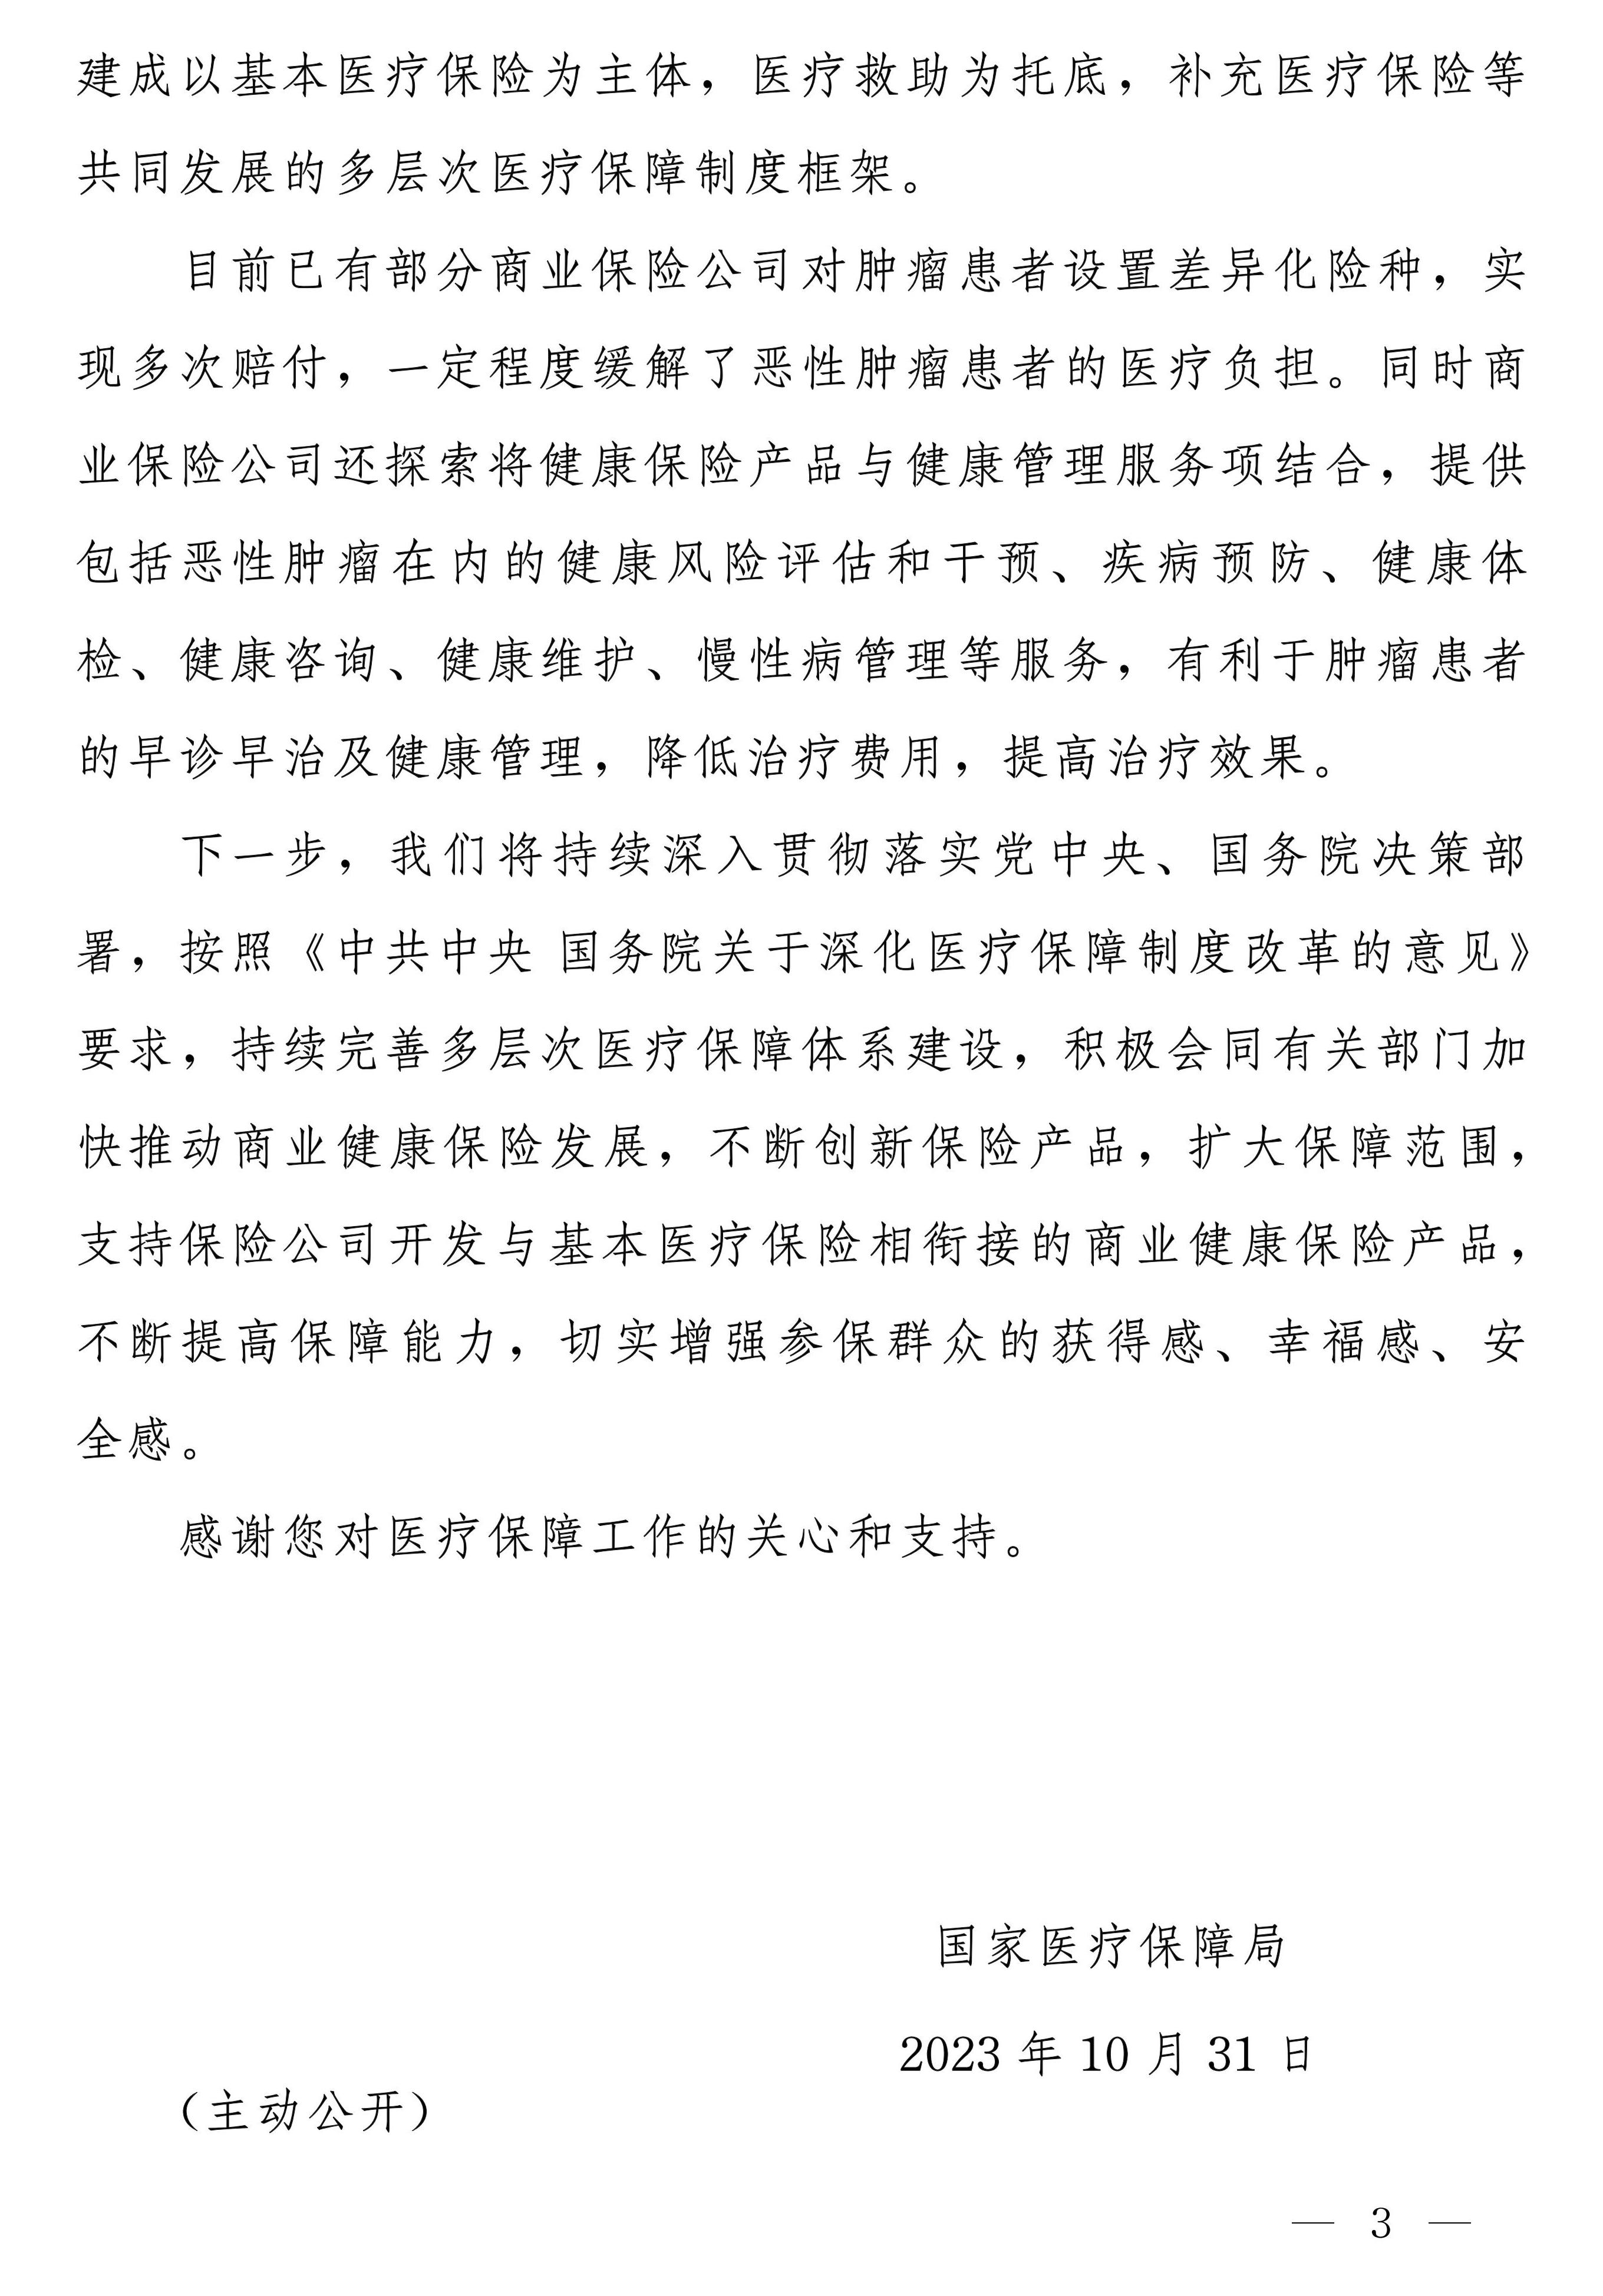 建成以基本医疗保险为主体，医疗救助为托底，补充医疗保险等
共同发展的多层次医疗保障制度框架。
目前已有部分商业保险公司对肿瘤患者设置差异化险种，实
现多次赔付，一定程度缓解了恶性肿瘤患者的医疗负担。同时商
业保险公司还探索将健康保险产品与健康管理服务项结合，提供
包括恶性肿瘤在内的健康风险评估和干预、疾病预防、健康体
检、健康咨询、健康维护、慢性病管理等服务，有利于肿瘤患者
的早诊早治及健康管理，降低治疗费用，提高治疗效果。
下一步，我们将持续深入贯彻落实党中央、国务院决策部
署，按照《中共中央 国务院关于深化医疗保障制度改革的意见》
要求，持续完善多层次医疗保障体系建设，积极会同有关部门加
快推动商业健康保险发展，不断创新保险产品，扩大保障范围，
支持保险公司开发与基本医疗保险相衔接的商业健康保险产品，
不断提高保障能力，切实增强参保群众的获得感、幸福感、安
全感。
感谢您对医疗保障工作的关心和支持。
国家医疗保障局
2023 年 10 月 31 日
（主动公开）
— 3 —